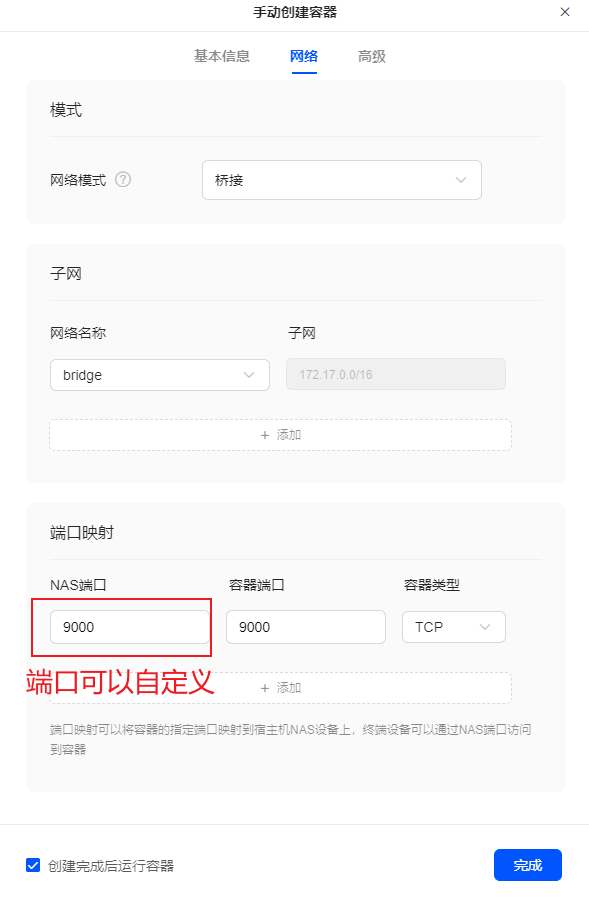 手动创建容器
基本信息 网络 高级
模式
网络模式 ? 桥接
子网
网络名称 子网
bridge 172.17.0.0/16
+ 添加
端口映射
NAS端口 容器端口 容器类型
9000 9000 TCP
端口可以自定义 + 添加
端口映射可以将容器的指定端口映射到宿主机NAS设备上，终端设备可以通过NAS端口访问
到容器
创建完成后运行容器 完成